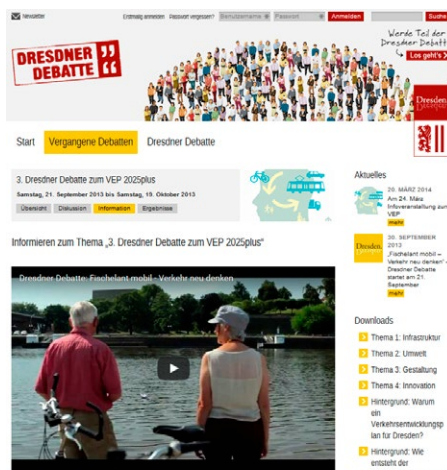 Newsletter
Erstmalig anmelden Passwort vergessen? Benutzername Passwort Anmelden Suche
Werde Teil der
Dresdner Debatte
Los geht's
DRESDNER
DEBATTE
Dresden.
Start Vergangene Debatten Dresdner Debatte
3. Dresdner Debatte zum VEP 2025plus
Samstag, 21. September 2013 bis Samstag, 19. Oktober 2013
Übersicht Diskussion Information Ergebnisse
Informieren zum Thema „3. Dresdner Debatte zum VEP 2025plus“
Dresdner Debatte: Fischelant mobil - Verkehr neu denken
Aktuelles
20. MÄRZ 2014
Am 24. März
Infoveranstaltung zum
VEP
mehr
Dresden.
30. SEPTEMBER
2013
„Fischelant mobil –
Verkehr neu denken“ -
Dresdner Debatte
startet am 21.
September
mehr
Downloads
Thema 1: Infrastruktur
Thema 2: Umwelt
Thema 3: Gestaltung
Thema 4: Innovation
Hintergrund: Warum
ein
Verkehrsentwicklungsp
lan für Dresden?
Hintergrund: Wie
entsteht der